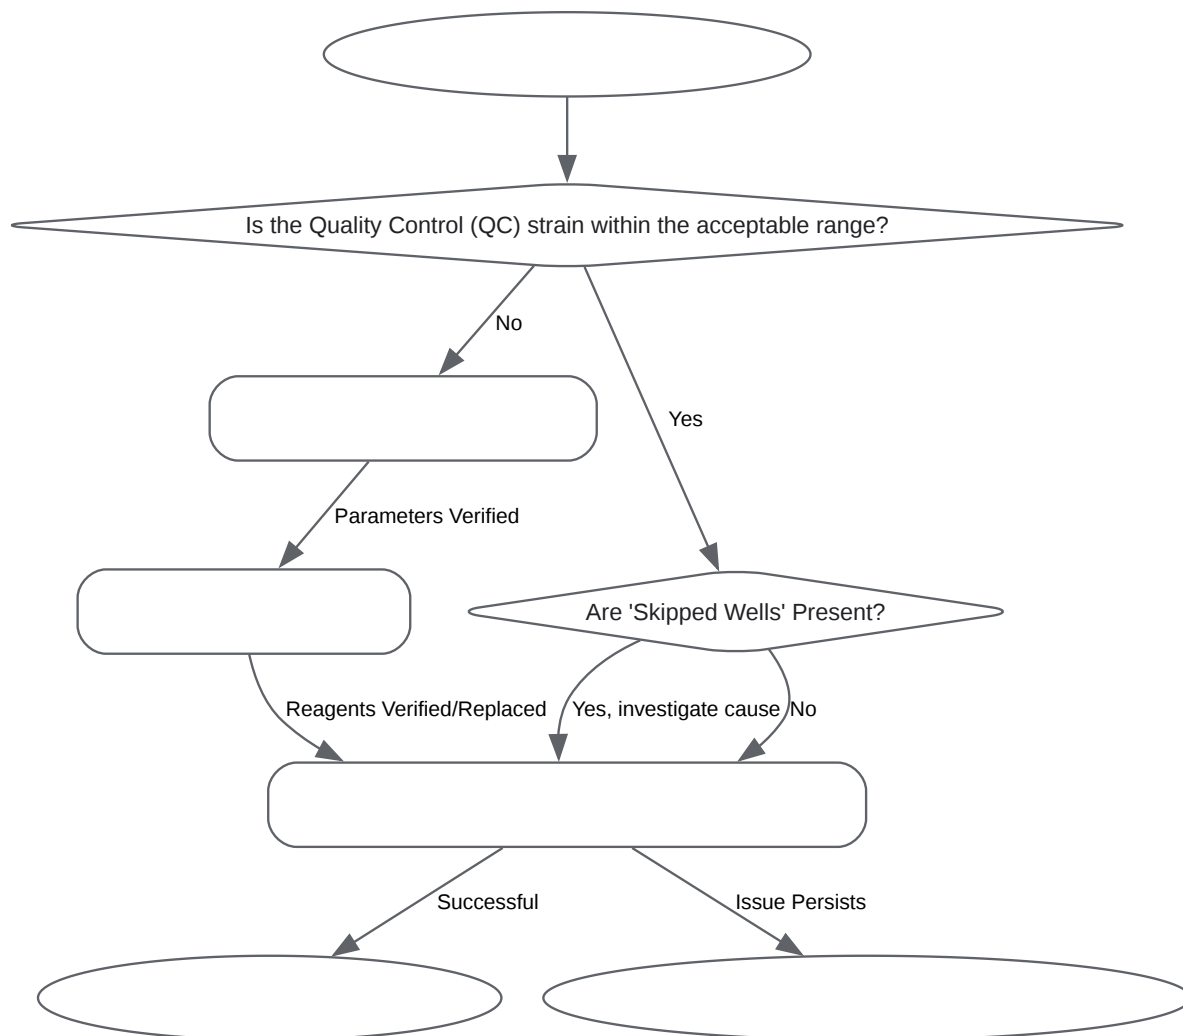 Is the Quality Control (QC) strain within the acceptable range?
No
Yes
Parameters Verified
Are 'Skipped Wells' Present?
Reagents Verified/Replaced
Yes, investigate cause
No
Successful
Issue Persists